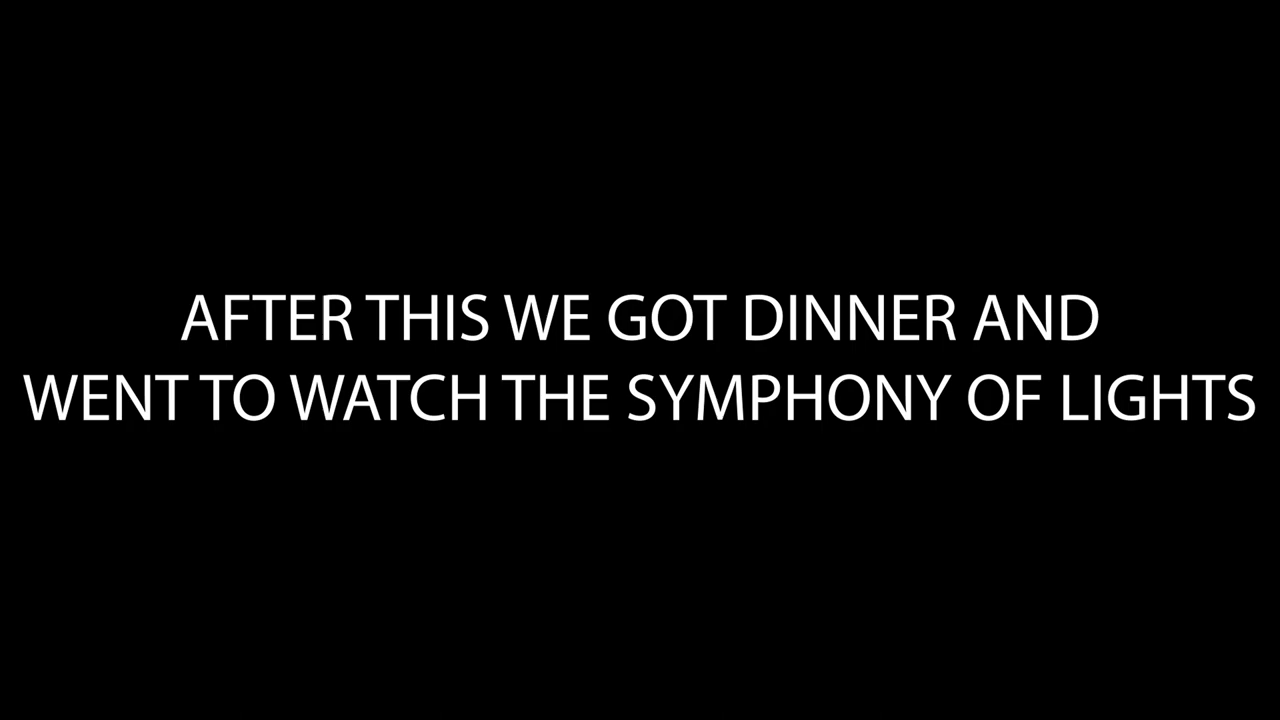 AFTER THIS WE GOT DINNER AND
WENT TO WATCH THE SYMPHONY OF LIGHTS